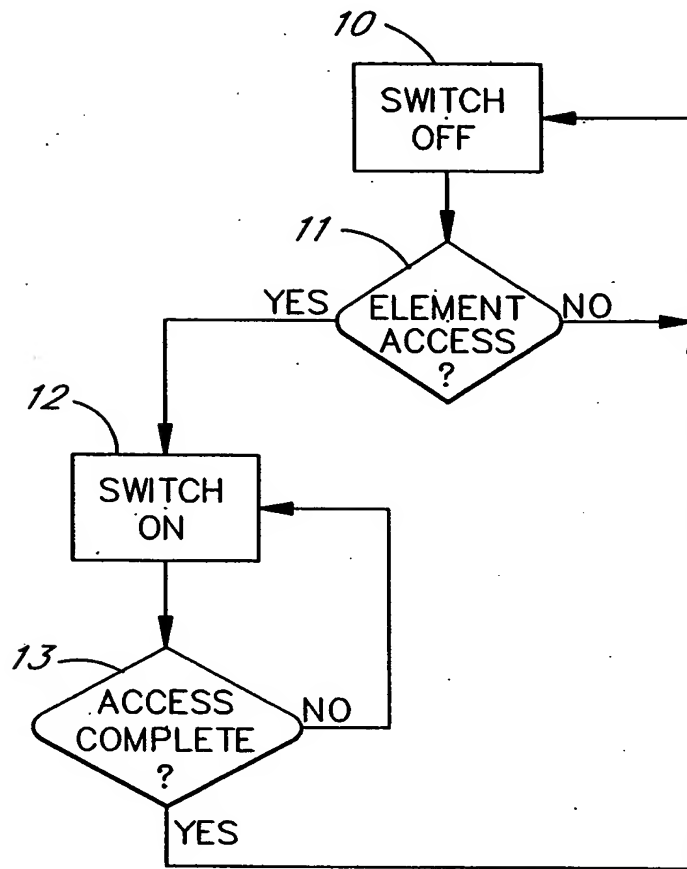 10
SWITCH
OFF
11
YES
ELEMENT
ACCESS
?
NO
12
SWITCH
ON
13
ACCESS
COMPLETE
?
NO
YES